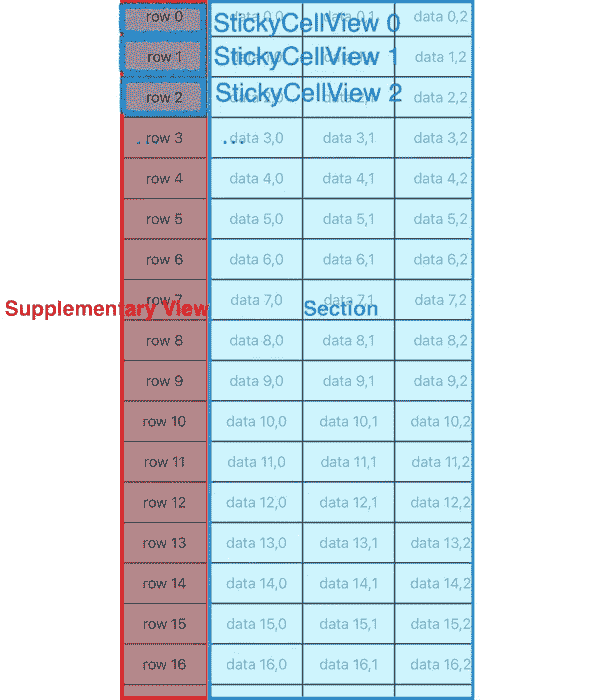 row 0 data 0,0 data 0,1 data 0,2
StickyCellView 0
row 1 data 1,2
StickyCellView 1
row 2 data 2,2
StickyCellView 2
... row 3 ... data 3,0 data 3,1 data 3,2
row 4 data 4,0 data 4,1 data 4,2
row 5 data 5,0 data 5,1 data 5,2
row 6 data 6,0 data 6,1 data 6,2
row 7 data 7,0 data 7,1 data 7,2
Supplementary View Section
row 8 data 8,0 data 8,1 data 8,2
row 9 data 9,0 data 9,1 data 9,2
row 10 data 10,0 data 10,1 data 10,2
row 11 data 11,0 data 11,1 data 11,2
row 12 data 12,0 data 12,1 data 12,2
row 13 data 13,0 data 13,1 data 13,2
row 14 data 14,0 data 14,1 data 14,2
row 15 data 15,0 data 15,1 data 15,2
row 16 data 16,0 data 16,1 data 16,2